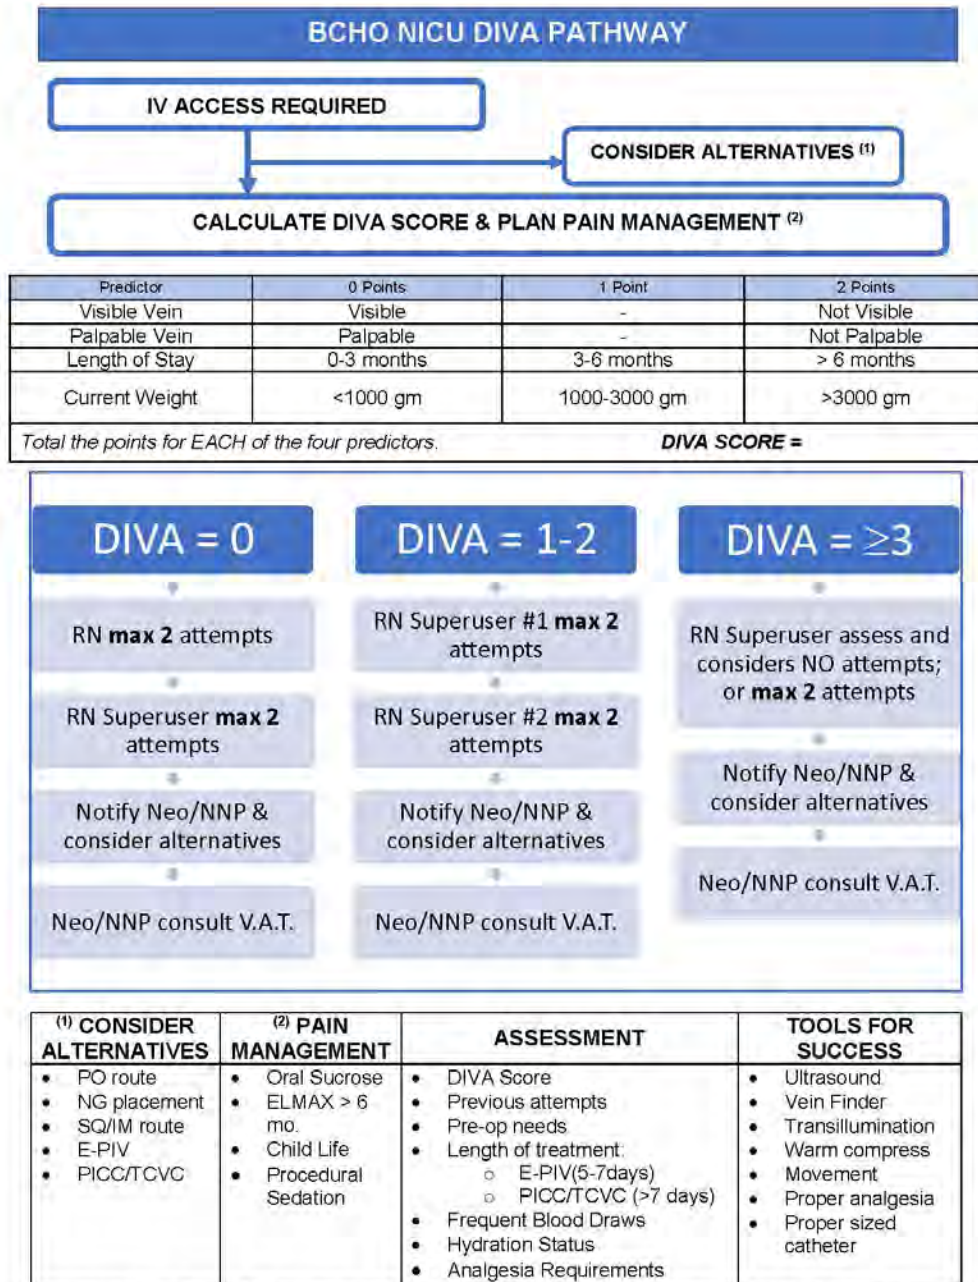 BCHO NICU DIVA PATHWAY
IV ACCESS REQUIRED
CONSIDER ALTERNATIVES (1)
CALCULATE DIVA SCORE & PLAN PAIN MANAGEMENT (2)
Predictor 0 Points 1 Point 2 Points
Visible Vein Visible - Not Visible
Palpable Vein Palpable - Not Palpable
Length of Stay 0-3 months 3-6 months > 6 months
Current Weight <1000 gm 1000-3000 gm >3000 gm
Total the points for EACH of the four predictors. DIVA SCORE =
DIVA = 0
RN max 2 attempts
RN Superuser max 2
attempts
Notify Neo/NNP &
consider alternatives
Neo/NNP consult V.A.T.
DIVA = 1-2
RN Superuser #1 max 2
attempts
RN Superuser #2 max 2
attempts
Notify Neo/NNP &
consider alternatives
Neo/NNP consult V.A.T.
DIVA = ≥3
RN Superuser assess and
considers NO attempts;
or max 2 attempts
Notify Neo/NNP &
consider alternatives
Neo/NNP consult V.A.T.
(1) CONSIDER
ALTERNATIVES
• PO route
• NG placement
• SQ/IM route
• E-PIV
• PICC/TCVC
(2) PAIN
MANAGEMENT
• Oral Sucrose
• ELMAX > 6
mo.
• Child Life
• Procedural
Sedation
ASSESSMENT
• DIVA Score
• Previous attempts
• Pre-op needs
• Length of treatment:
○ E-PIV(5-7days)
○ PICC/TCVC (>7 days)
• Frequent Blood Draws
• Hydration Status
• Analgesia Requirements
TOOLS FOR
SUCCESS
• Ultrasound
• Vein Finder
• Transillumination
• Warm compress
• Movement
• Proper analgesia
• Proper sized
catheter